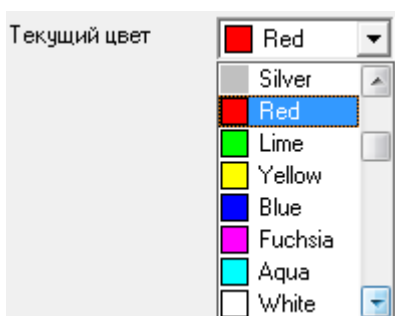 Текущий цвет Red
Silver
Red
Lime
Yellow
Blue
Fuchsia
Aqua
White